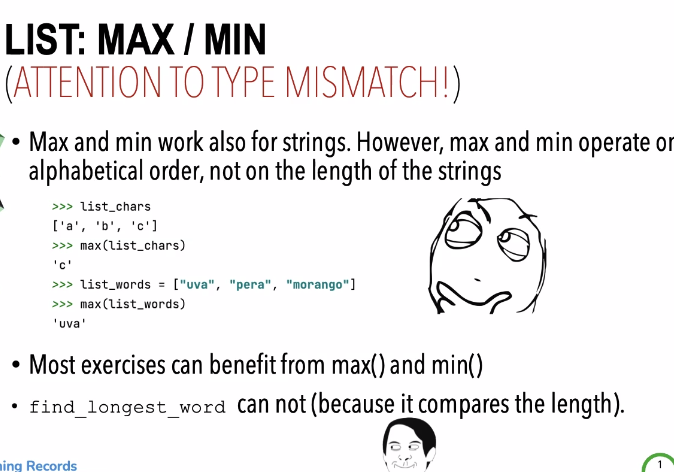 LIST: MAX / MIN
(ATTENTION TO TYPE MISMATCH!)
• Max and min work also for strings. However, max and min operate
alphabetical order, not on the length of the strings
>>> list_chars
['a', 'b', 'c']
>>> max(list_chars)
'c'
>>> list_words = ["uva", "pera", "morango"]
>>> max(list_words)
'uva'
• Most exercises can benefit from max() and min()
• find_longest_word can not (because it compares the length).
Records
1